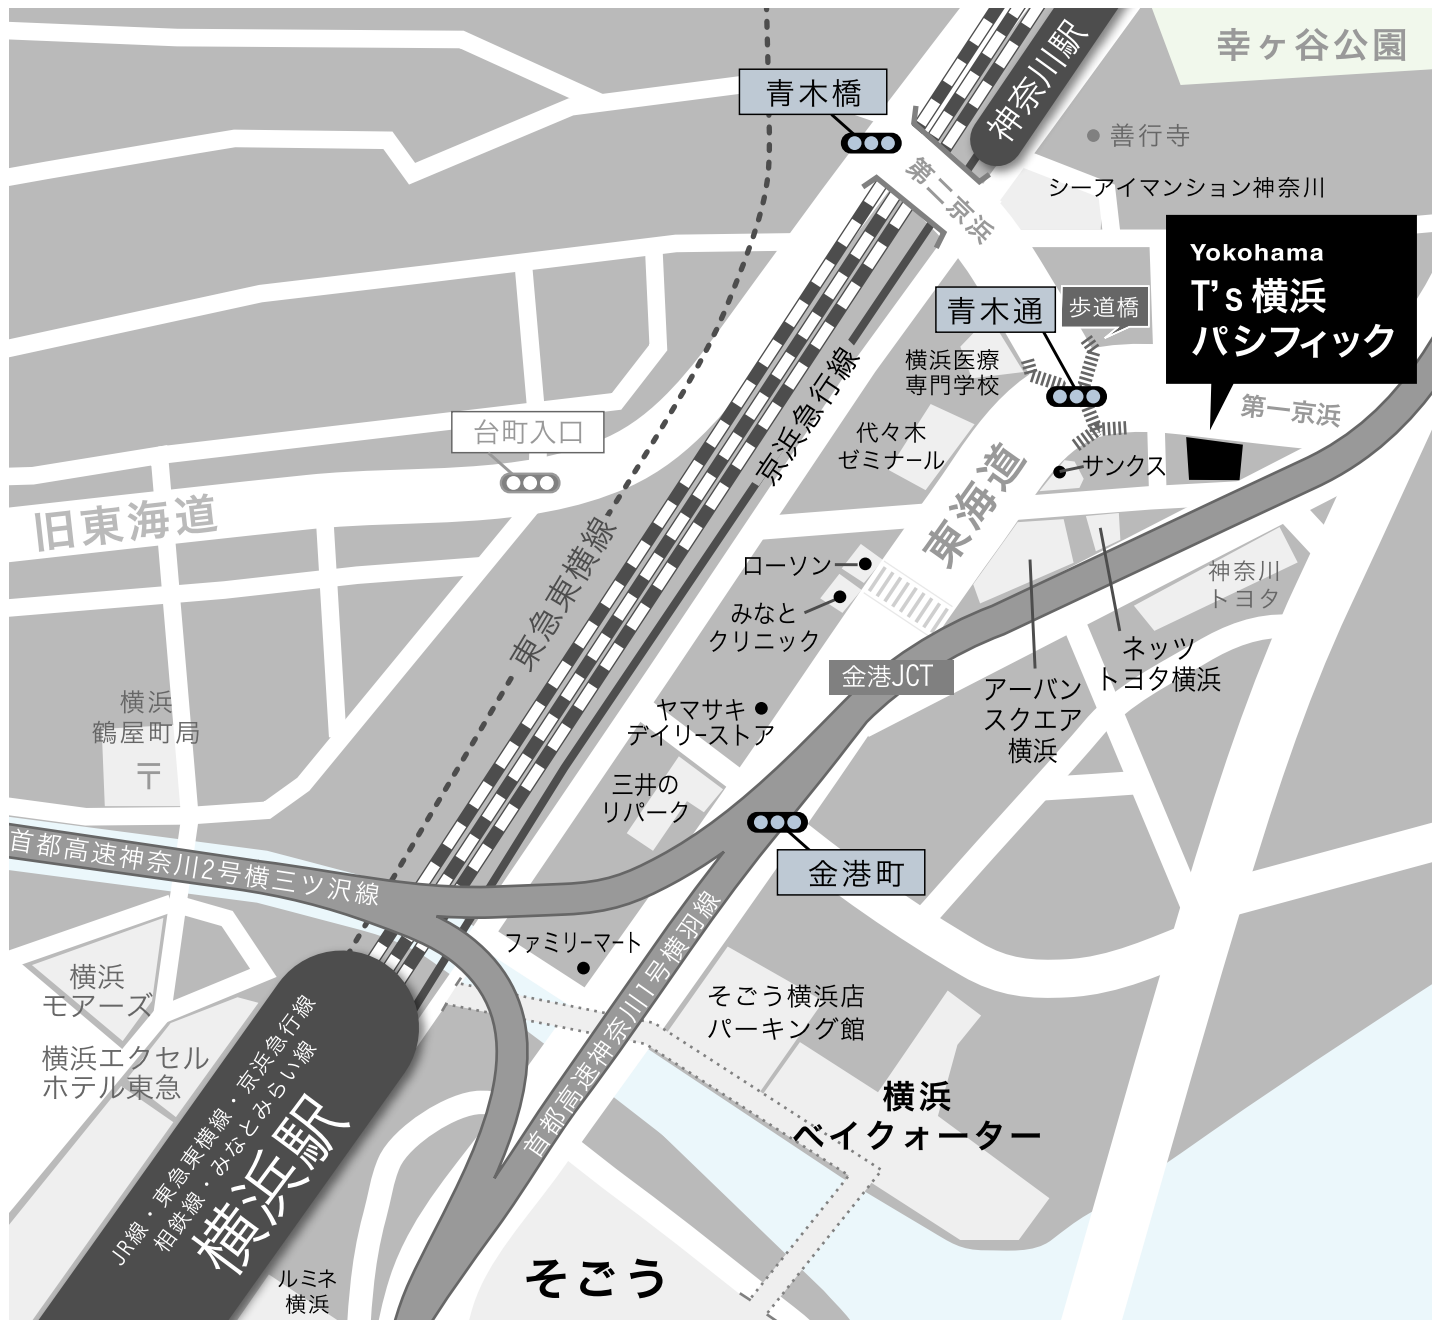 幸ヶ谷公園
神奈川駅
青木橋
善行寺
シーアイマンション神奈川
第二京浜
Yokohama
T's 横浜
パシフィック
青木通
歩道橋
横浜医療
専門学校
京浜急行線
第一京浜
台町入口
代々木
ゼミナール
サンクス
東海道
旧東海道
東急東横線
ローソン
みなと
クリニック
神奈川
トヨタ
ネッツ
トヨタ横浜
金港JCT
アーバン
スクエア
横浜
横浜
鶴屋町局
〒
ヤマサキ
デイリーストア
三井の
リパーク
金港町
首都高速神奈川2号横三ツ沢線
首都高速神奈川1号横羽線
ファミリーマート
横浜
モアーズ
そごう横浜店
パーキング館
横浜エクセル
ホテル東急
横浜
ベイクォーター
JR線・東急東横線・京浜急行線
相鉄線・みなとみらい線
横浜駅
そごう
ルミネ
横浜